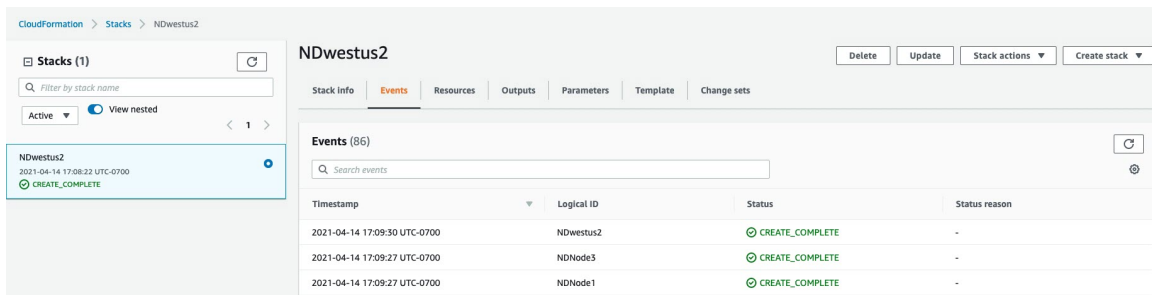 CloudFormation > Stacks > NDwestus2
Stacks (1)
Filter by stack name
Active ▼ View nested
< 1 >
NDwestus2
2021-04-14 17:08:22 UTC-0700
CREATE_COMPLETE
NDwestus2
Delete Update Stack actions ▼ Create stack ▼
Stack info Events Resources Outputs Parameters Template Change sets
Events (86)
Search events
Timestamp ▼ Logical ID Status Status reason
2021-04-14 17:09:30 UTC-0700 NDwestus2 CREATE_COMPLETE -
2021-04-14 17:09:27 UTC-0700 NDNode3 CREATE_COMPLETE -
2021-04-14 17:09:27 UTC-0700 NDNode1 CREATE_COMPLETE -